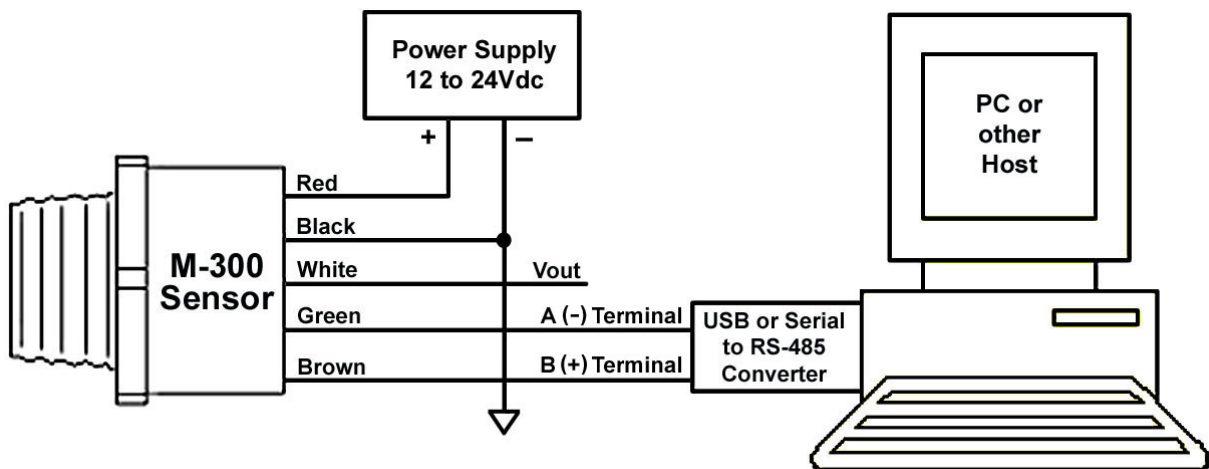 Power Supply
12 to 24Vdc
+
–
PC or
other
Host
M-300
Sensor
Red
Black
White
Vout
Green
A (–) Terminal
Brown
B (+) Terminal
USB or Serial
to RS-485
Converter